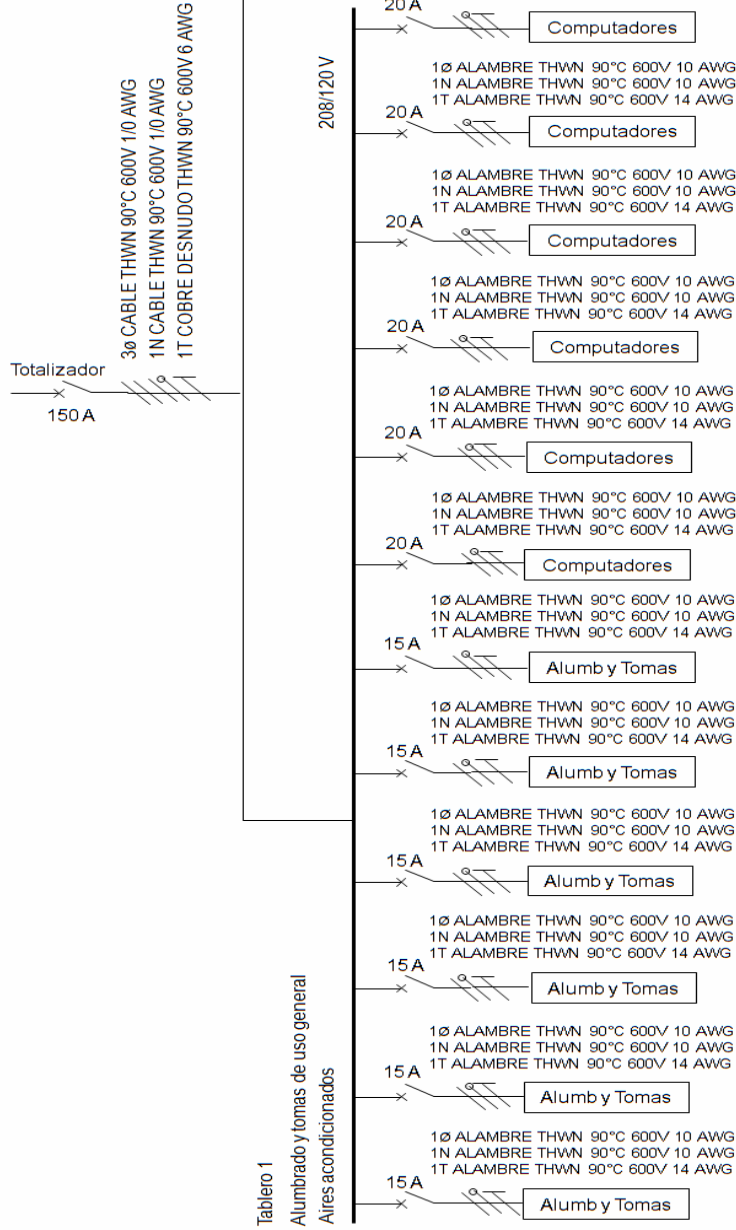 20 A
Computadores
1Ø ALAMBRE THWN 90°C 600V 10 AWG
1N ALAMBRE THWN 90°C 600V 10 AWG
1T ALAMBRE THWN 90°C 600V 14 AWG
20 A
Computadores
1Ø ALAMBRE THWN 90°C 600V 10 AWG
1N ALAMBRE THWN 90°C 600V 10 AWG
1T ALAMBRE THWN 90°C 600V 14 AWG
20 A
Computadores
1Ø ALAMBRE THWN 90°C 600V 10 AWG
1N ALAMBRE THWN 90°C 600V 10 AWG
1T ALAMBRE THWN 90°C 600V 14 AWG
20 A
Computadores
1Ø ALAMBRE THWN 90°C 600V 10 AWG
1N ALAMBRE THWN 90°C 600V 10 AWG
1T ALAMBRE THWN 90°C 600V 14 AWG
20 A
Computadores
1Ø ALAMBRE THWN 90°C 600V 10 AWG
1N ALAMBRE THWN 90°C 600V 10 AWG
1T ALAMBRE THWN 90°C 600V 14 AWG
20 A
Computadores
1Ø ALAMBRE THWN 90°C 600V 10 AWG
1N ALAMBRE THWN 90°C 600V 10 AWG
1T ALAMBRE THWN 90°C 600V 14 AWG
15 A
Alumb y Tomas
1Ø ALAMBRE THWN 90°C 600V 10 AWG
1N ALAMBRE THWN 90°C 600V 10 AWG
1T ALAMBRE THWN 90°C 600V 14 AWG
15 A
Alumb y Tomas
1Ø ALAMBRE THWN 90°C 600V 10 AWG
1N ALAMBRE THWN 90°C 600V 10 AWG
1T ALAMBRE THWN 90°C 600V 14 AWG
15 A
Alumb y Tomas
1Ø ALAMBRE THWN 90°C 600V 10 AWG
1N ALAMBRE THWN 90°C 600V 10 AWG
1T ALAMBRE THWN 90°C 600V 14 AWG
15 A
Alumb y Tomas
1Ø ALAMBRE THWN 90°C 600V 10 AWG
1N ALAMBRE THWN 90°C 600V 10 AWG
1T ALAMBRE THWN 90°C 600V 14 AWG
15 A
Alumb y Tomas
1Ø ALAMBRE THWN 90°C 600V 10 AWG
1N ALAMBRE THWN 90°C 600V 10 AWG
1T ALAMBRE THWN 90°C 600V 14 AWG
15 A
Alumb y Tomas
Totalizador
150 A
3ø CABLE THWN 90°C 600V 1/0 AWG
1N CABLE THWN 90°C 600V 1/0 AWG
1T COBRE DESNUDO THWN 90°C 600V 6 AWG
208/120 V
Tablero 1
Alumbrado y tomas de uso general
Aires acondicionados